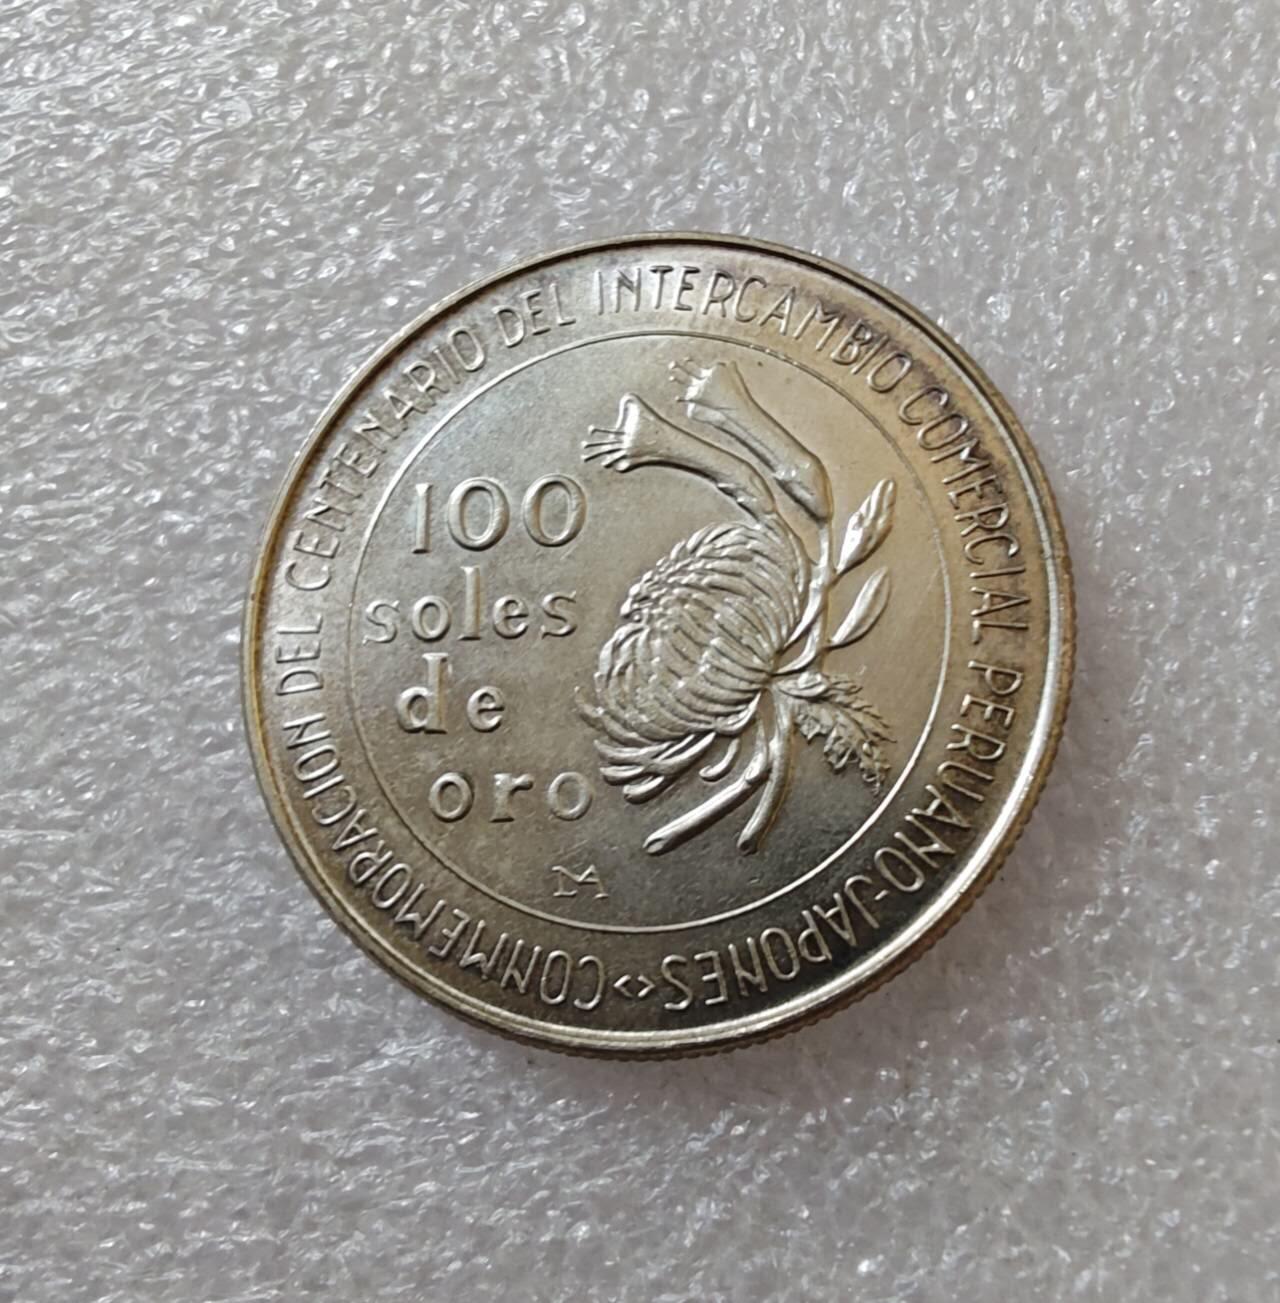 CONMEMORACION DEL CENTENARIO DEL INTERCAMBIO COMERCIAL PERUANO-JAPONES <>
100
soles
de
oro